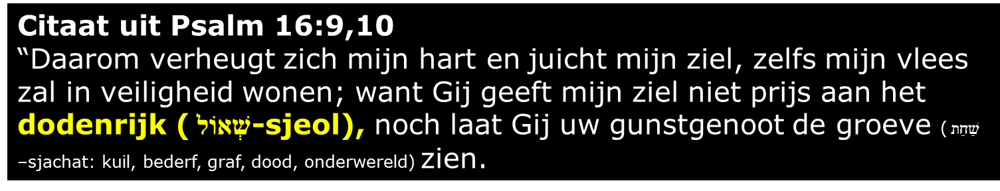 Citaat uit Psalm 16:9,10
“Daarom verheugt zich mijn hart en juicht mijn ziel, zelfs mijn vlees
zal in veiligheid wonen; want Gij geeft mijn ziel niet prijs aan het
dodenrijk ( שְׁאוֹל-sjeol), noch laat Gij uw gunstgenoot de groeve ( שַׁחַת
–sjachat: kuil, bederf, graf, dood, onderwereld) zien.